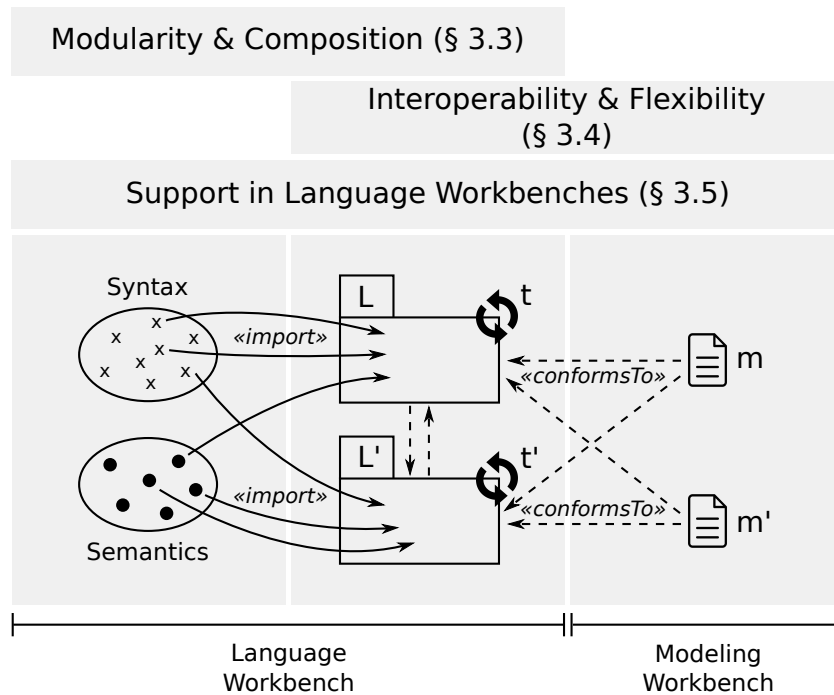 Modularity & Composition (§ 3.3)
Interoperability & Flexibility
(§ 3.4)
Support in Language Workbenches (§ 3.5)
Syntax
x
x
x
x
x
x
x
«import»
L
t
«conformsTo»
m
L'
t'
«import»
«conformsTo»
m'
Semantics
Language
Workbench
Modeling
Workbench